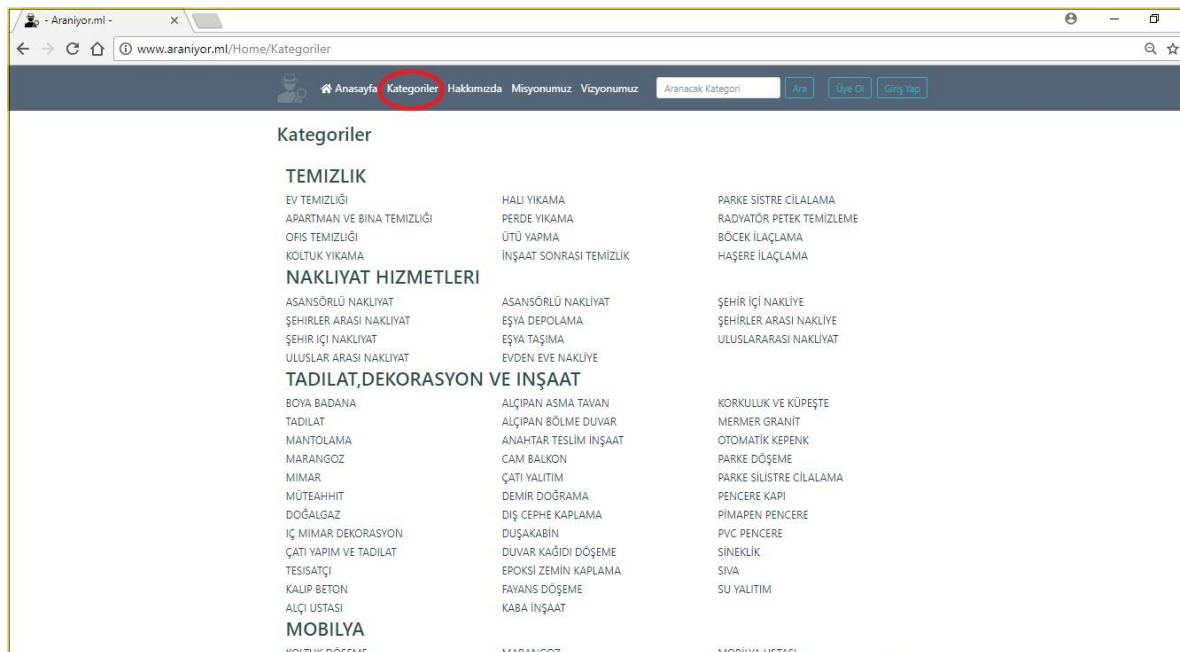 - Araniyor.ml -
www.araniyor.ml/Home/Kategoriler
Anasayfa Kategoriler Hakkımızda Misyonumuz Vizyonumuz Aranacak Kategori Ara Üye Ol Giriş Yap
Kategoriler
TEMIZLIK
EV TEMIZLIĞI HALI YIKAMA PARKE SİSTRE CİLALAMA
APARTMAN VE BINA TEMIZLIĞI PERDE YIKAMA RADYATÖR PETEK TEMİZLEME
OFIS TEMIZLIĞI ÜTÜ YAPMA BÖCEK İLAÇLAMA
KOLTUK YIKAMA İNŞAAT SONRASI TEMİZLİK HAŞERE İLAÇLAMA
NAKLIYAT HIZMETLERI
ASANSÖRLÜ NAKLIYAT ASANSÖRLÜ NAKLİYAT ŞEHİR İÇİ NAKLİYE
ŞEHIRLER ARASI NAKLIYAT EŞYA DEPOLAMA ŞEHİRLER ARASI NAKLİYE
ŞEHIR IÇI NAKLIYAT EŞYA TAŞIMA ULUSLARARASI NAKLİYAT
ULUSLAR ARASI NAKLIYAT EVDEN EVE NAKLİYE
TADILAT,DEKORASYON VE INŞAAT
BOYA BADANA ALÇIPAN ASMA TAVAN KORKULUK VE KÜPEŞTE
TADILAT ALÇIPAN BÖLME DUVAR MERMER GRANİT
MANTOLAMA ANAHTAR TESLİM İNŞAAT OTOMATİK KEPENK
MARANGOZ CAM BALKON PARKE DÖŞEME
MIMAR ÇATI YALITIM PARKE SİLİSTRE CİLALAMA
MÜTEAHHIT DEMİR DOĞRAMA PENCERE KAPI
DOĞALGAZ DIŞ CEPHE KAPLAMA PİMAPEN PENCERE
IÇ MIMAR DEKORASYON DUŞAKABİN PVC PENCERE
ÇATI YAPIM VE TADILAT DUVAR KAĞIDI DÖŞEME SİNEKLİK
TESISATÇI EPOKSİ ZEMİN KAPLAMA SIVA
KALIP BETON FAYANS DÖŞEME SU YALITIM
ALÇI USTASI KABA İNŞAAT
MOBILYA
KOLTUK DÖŞEME MARANGOZ MOBİLYA USTASI